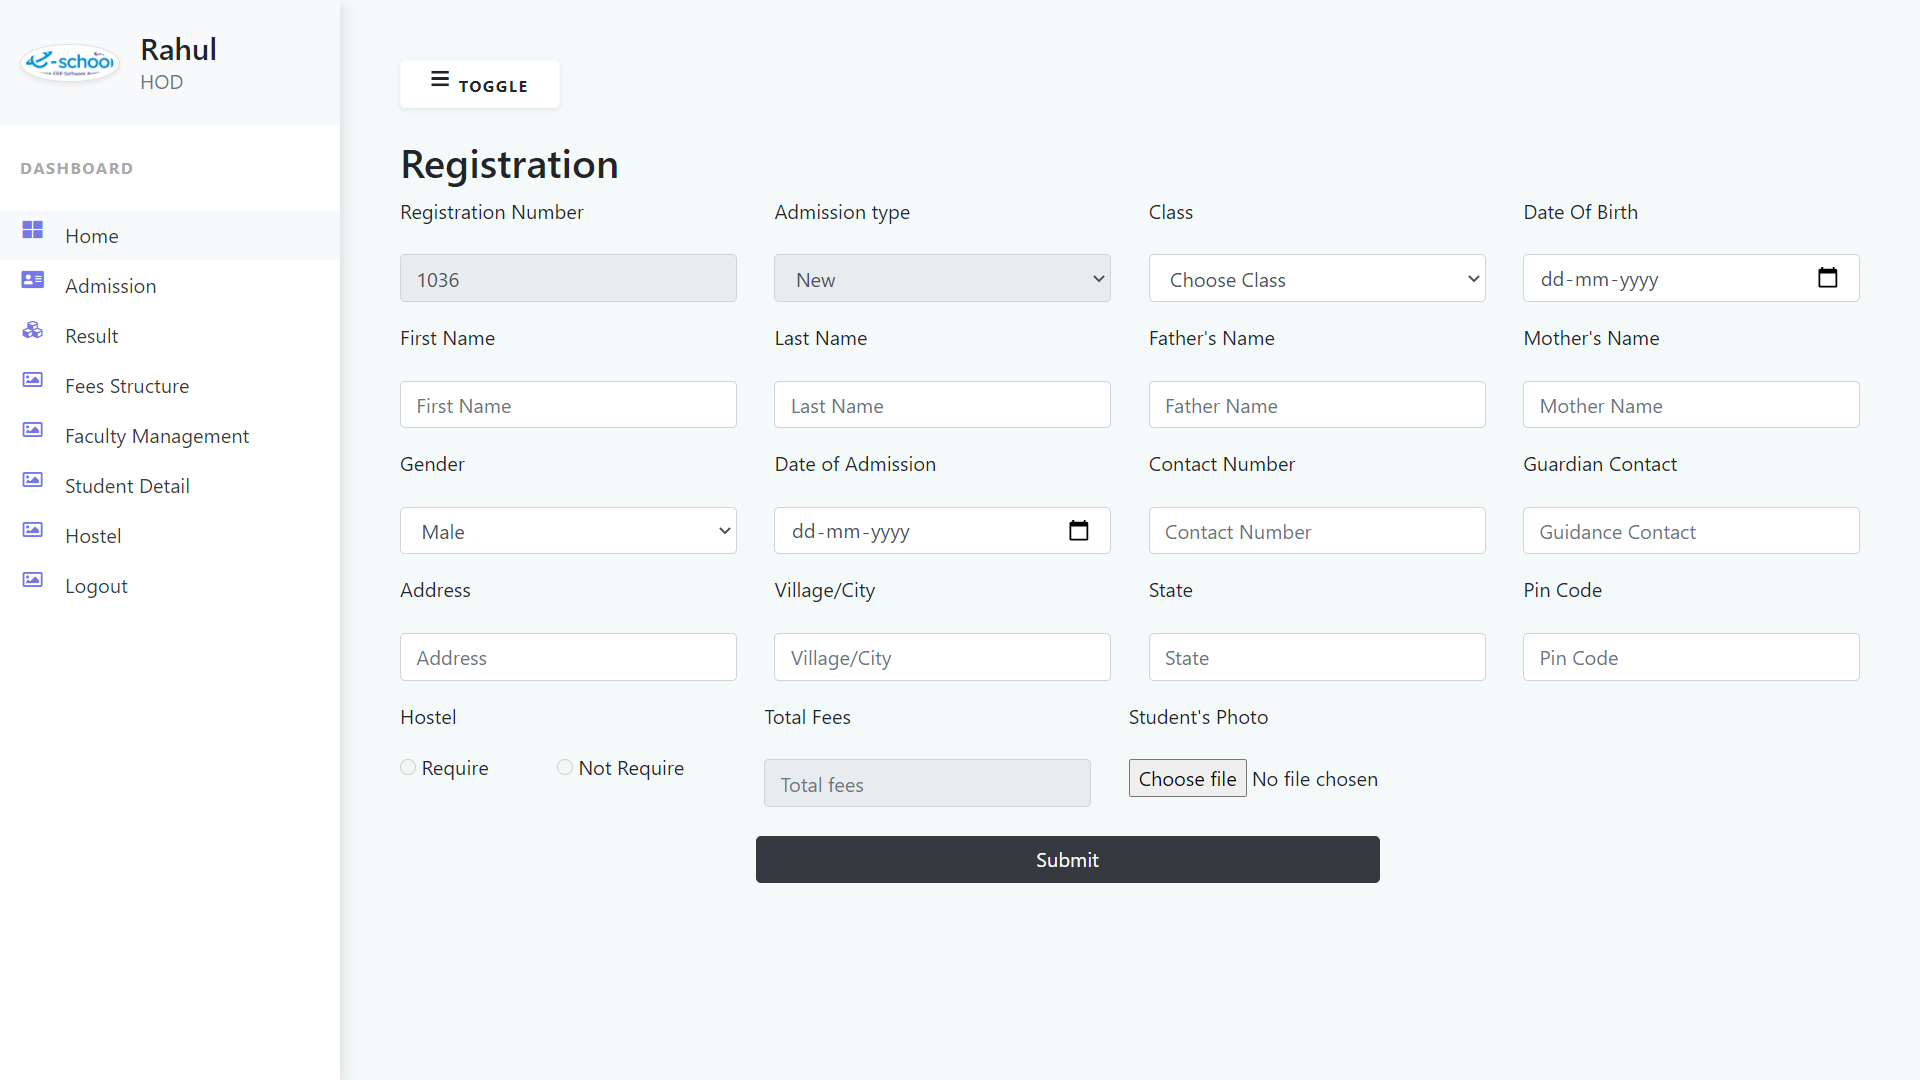 e-school
Rahul
HOD
DASHBOARD
Home
Admission
Result
Fees Structure
Faculty Management
Student Detail
Hostel
Logout
TOGGLE
Registration
Registration Number Admission type Class Date Of Birth
1036 New Choose Class dd-mm-yyyy
First Name Last Name Father's Name Mother's Name
First Name Last Name Father Name Mother Name
Gender Date of Admission Contact Number Guardian Contact
Male dd-mm-yyyy Contact Number Guidance Contact
Address Village/City State Pin Code
Address Village/City State Pin Code
Hostel Total Fees Student's Photo
Require Not Require Total fees Choose file No file chosen
Submit